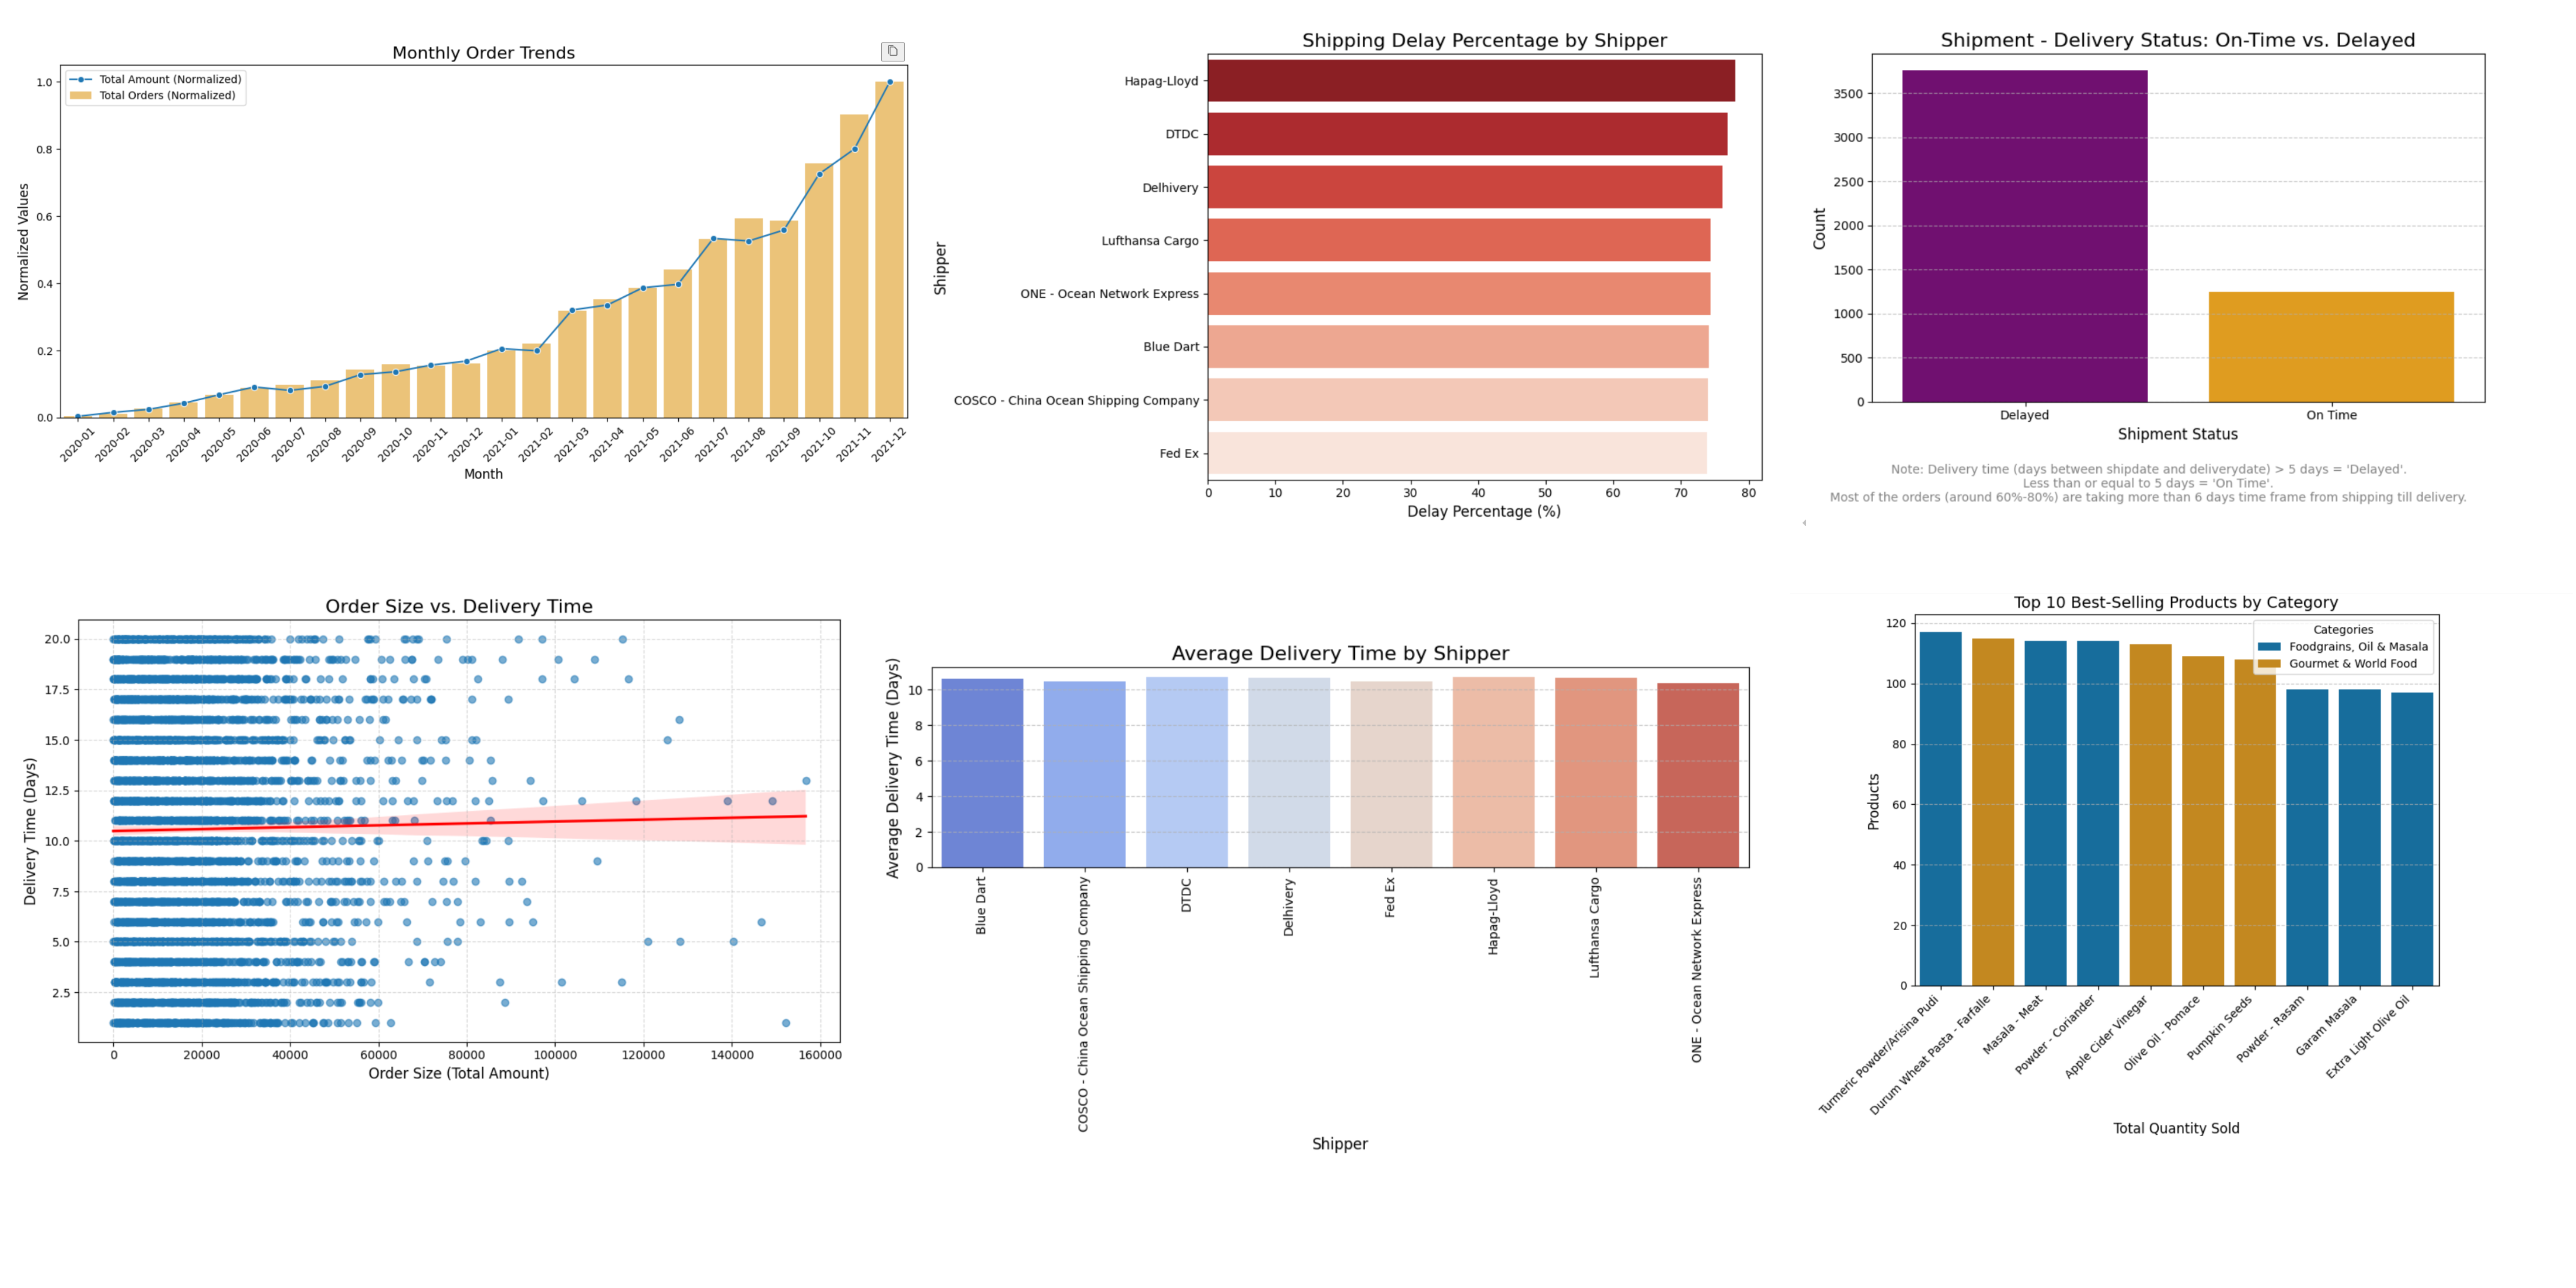 Monthly Order Trends
Total Amount (Normalized)
Total Orders (Normalized)
Normalized Values
1.0
0.8
0.6
0.4
0.2
0.0
2020-01
2020-02
2020-03
2020-04
2020-05
2020-06
2020-07
2020-08
2020-09
2020-10
2020-11
2020-12
2021-01
2021-02
2021-03
2021-04
2021-05
2021-06
2021-07
2021-08
2021-09
2021-10
2021-11
2021-12
Month
Shipping Delay Percentage by Shipper
Shipper
Hapag-Lloyd
DTDC
Delhivery
Lufthansa Cargo
ONE - Ocean Network Express
Blue Dart
COSCO - China Ocean Shipping Company
Fed Ex
0 10 20 30 40 50 60 70 80
Delay Percentage (%)
Shipment - Delivery Status: On-Time vs. Delayed
Count
3500
3000
2500
2000
1500
1000
500
0
Delayed On Time
Shipment Status
Note: Delivery time (days between shipdate and deliverydate) > 5 days = 'Delayed'.
Less than or equal to 5 days = 'On Time'.
Most of the orders (around 60%-80%) are taking more than 6 days time frame from shipping till delivery.
Order Size vs. Delivery Time
Delivery Time (Days)
20.0
17.5
15.0
12.5
10.0
7.5
5.0
2.5
0 20000 40000 60000 80000 100000 120000 140000 160000
Order Size (Total Amount)
Average Delivery Time by Shipper
Average Delivery Time (Days)
10
8
6
4
2
0
Blue Dart
COSCO - China Ocean Shipping Company
DTDC
Delhivery
Fed Ex
Hapag-Lloyd
Lufthansa Cargo
ONE - Ocean Network Express
Shipper
Top 10 Best-Selling Products by Category
Categories
Foodgrains, Oil & Masala
Gourmet & World Food
Products
120
100
80
60
40
20
0
Turmeric Powder/Arisina Pudi
Durum Wheat Pasta - Farfalle
Masala - Meat
Powder - Coriander
Apple Cider Vinegar
Olive Oil - Pomace
Pumpkin Seeds
Powder - Rasam
Garam Masala
Extra Light Olive Oil
Total Quantity Sold